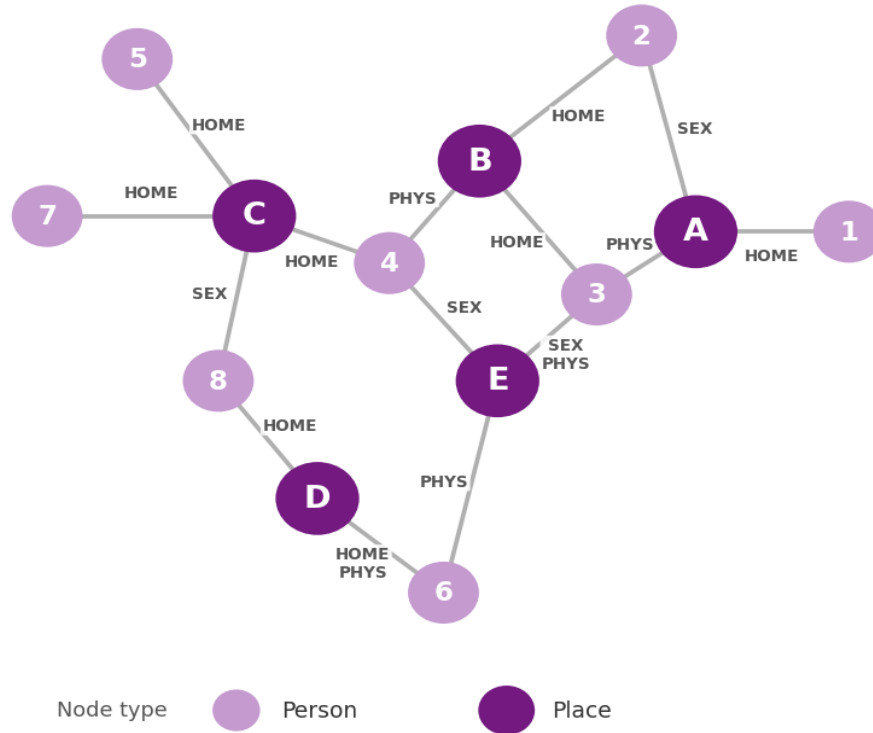 2
5
HOME
HOME
SEX
B
HOME
PHYS
7
C
A
1
HOME
PHYS
HOME
HOME
4
SEX
3
SEX
SEX
PHYS
8
E
HOME
PHYS
D
HOME
PHYS
6
Node type
Person
Place